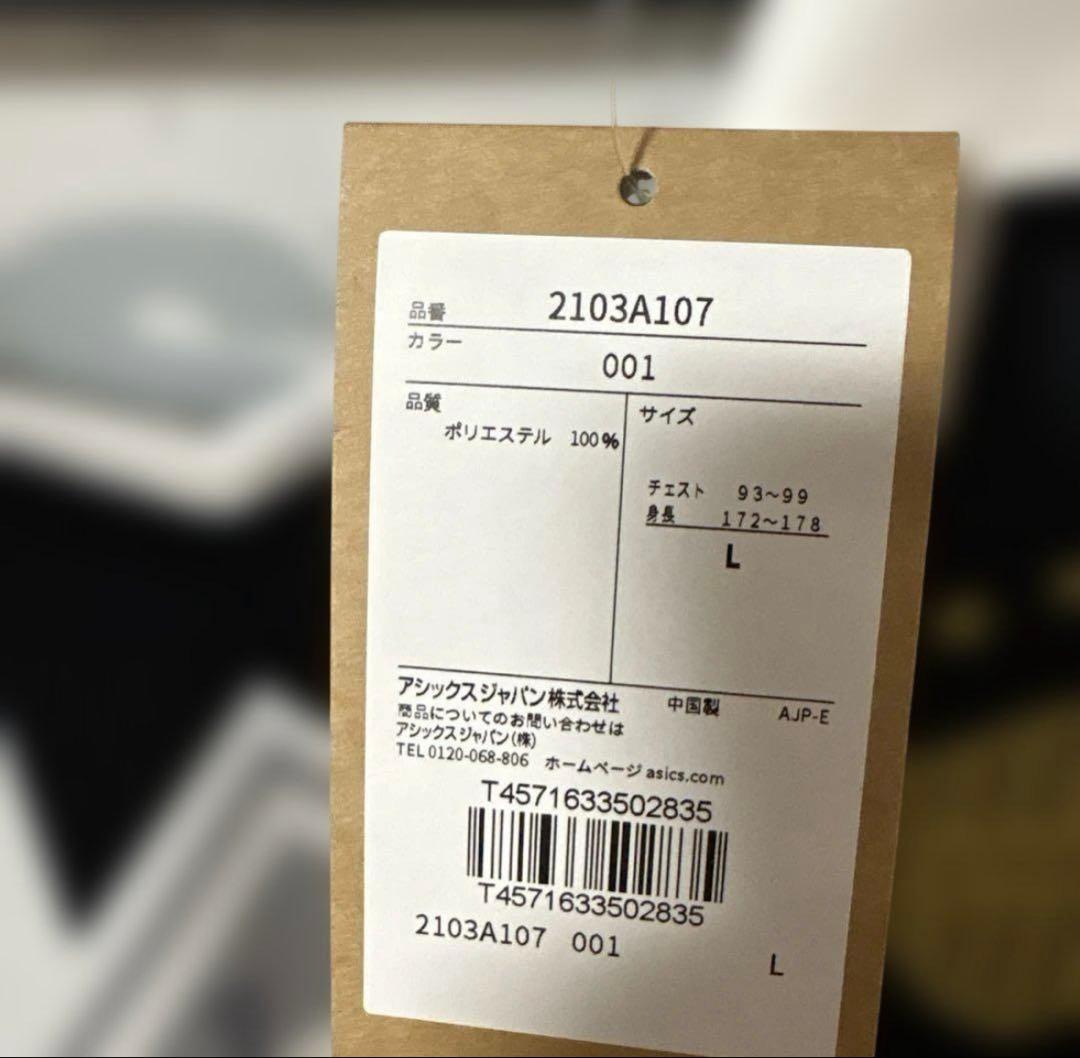 品番 2103A107
カラー
001
品質
ポリエステル 100%
サイズ
チェスト 93～99
身長 172～178
L
アシックスジャパン株式会社 中国製 AJP-E
商品についてのお問い合わせは
アシックスジャパン(株)
TEL 0120-068-806 ホームページ asics.com
T4571633502835
T4571633502835
2103A107 001
L